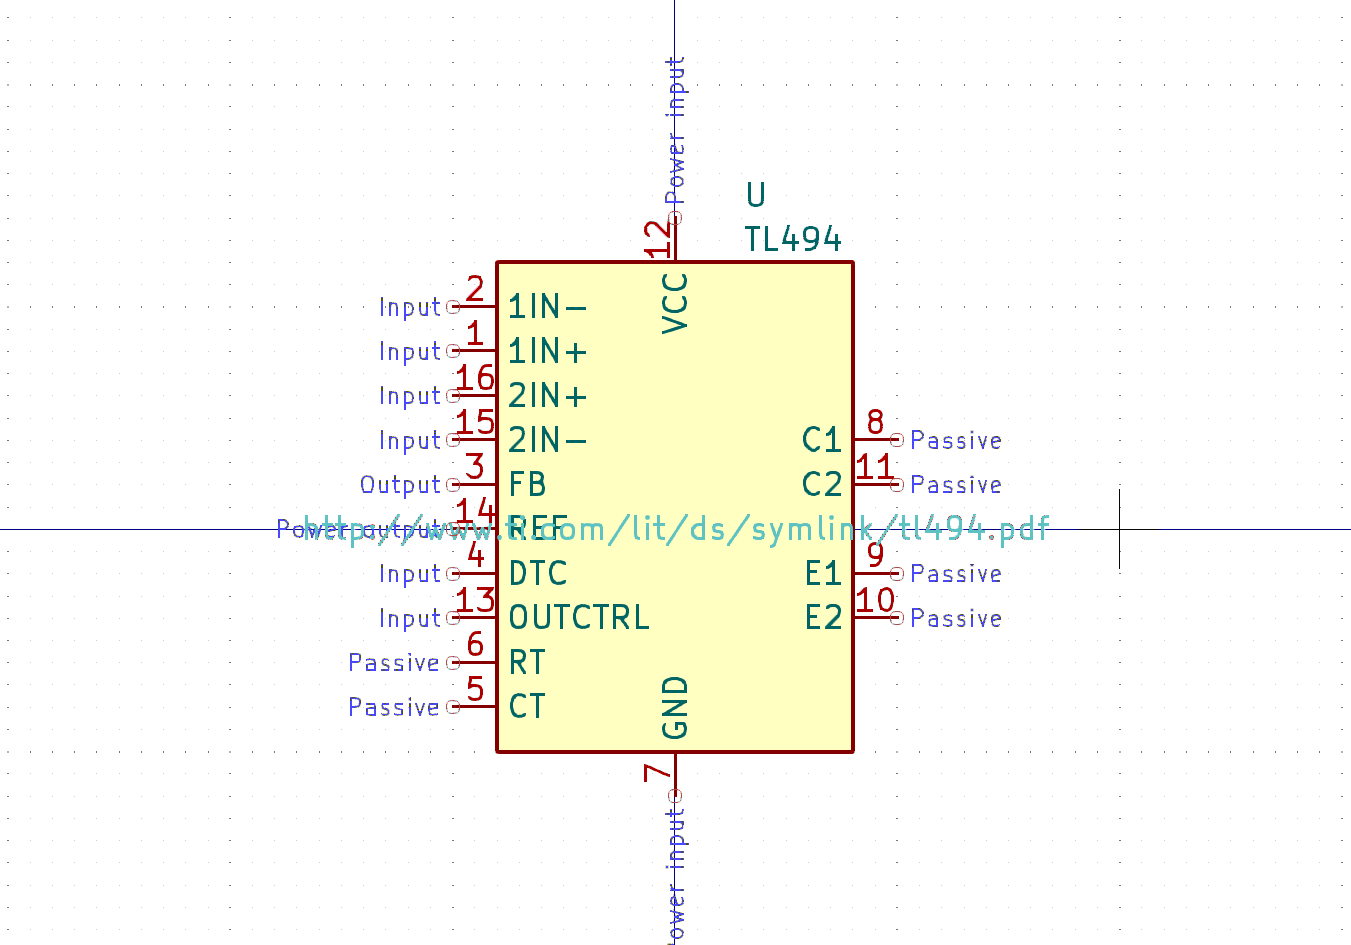 Power input
U
12
TL494
VCC
Input 2 1IN-
Input 1 1IN+
Input 16 2IN+
Input 15 2IN- C1 8 Passive
Output 3 FB C2 11 Passive
Power output 14 REF
http://www.ti.com/lit/ds/symlink/tl494.pdf
Input 4 DTC E1 9 Passive
Input 13 OUTCTRL E2 10 Passive
Passive 6 RT
Passive 5 CT
GND
7
ower input